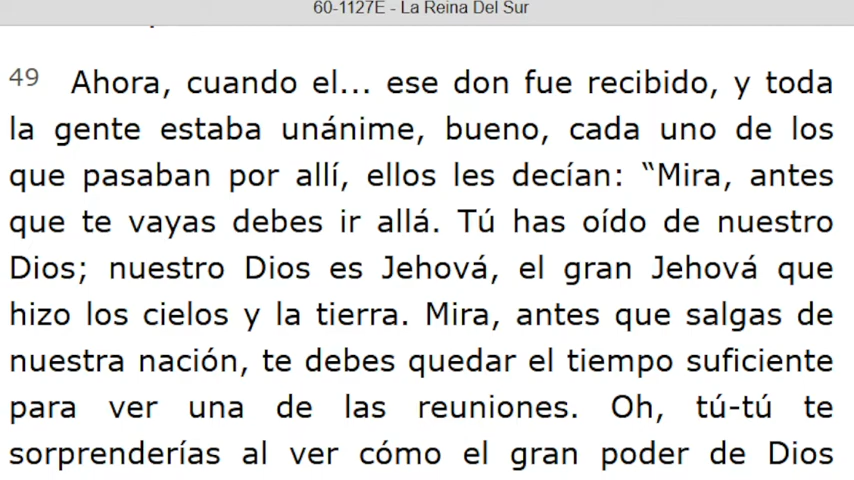 60-1127E - La Reina Del Sur
49 Ahora, cuando el... ese don fue recibido, y toda
la gente estaba unánime, bueno, cada uno de los
que pasaban por allí, ellos les decían: “Mira, antes
que te vayas debes ir allá. Tú has oído de nuestro
Dios; nuestro Dios es Jehová, el gran Jehová que
hizo los cielos y la tierra. Mira, antes que salgas de
nuestra nación, te debes quedar el tiempo suficiente
para ver una de las reuniones. Oh, tú-tú te
sorprenderías al ver cómo el gran poder de Dios